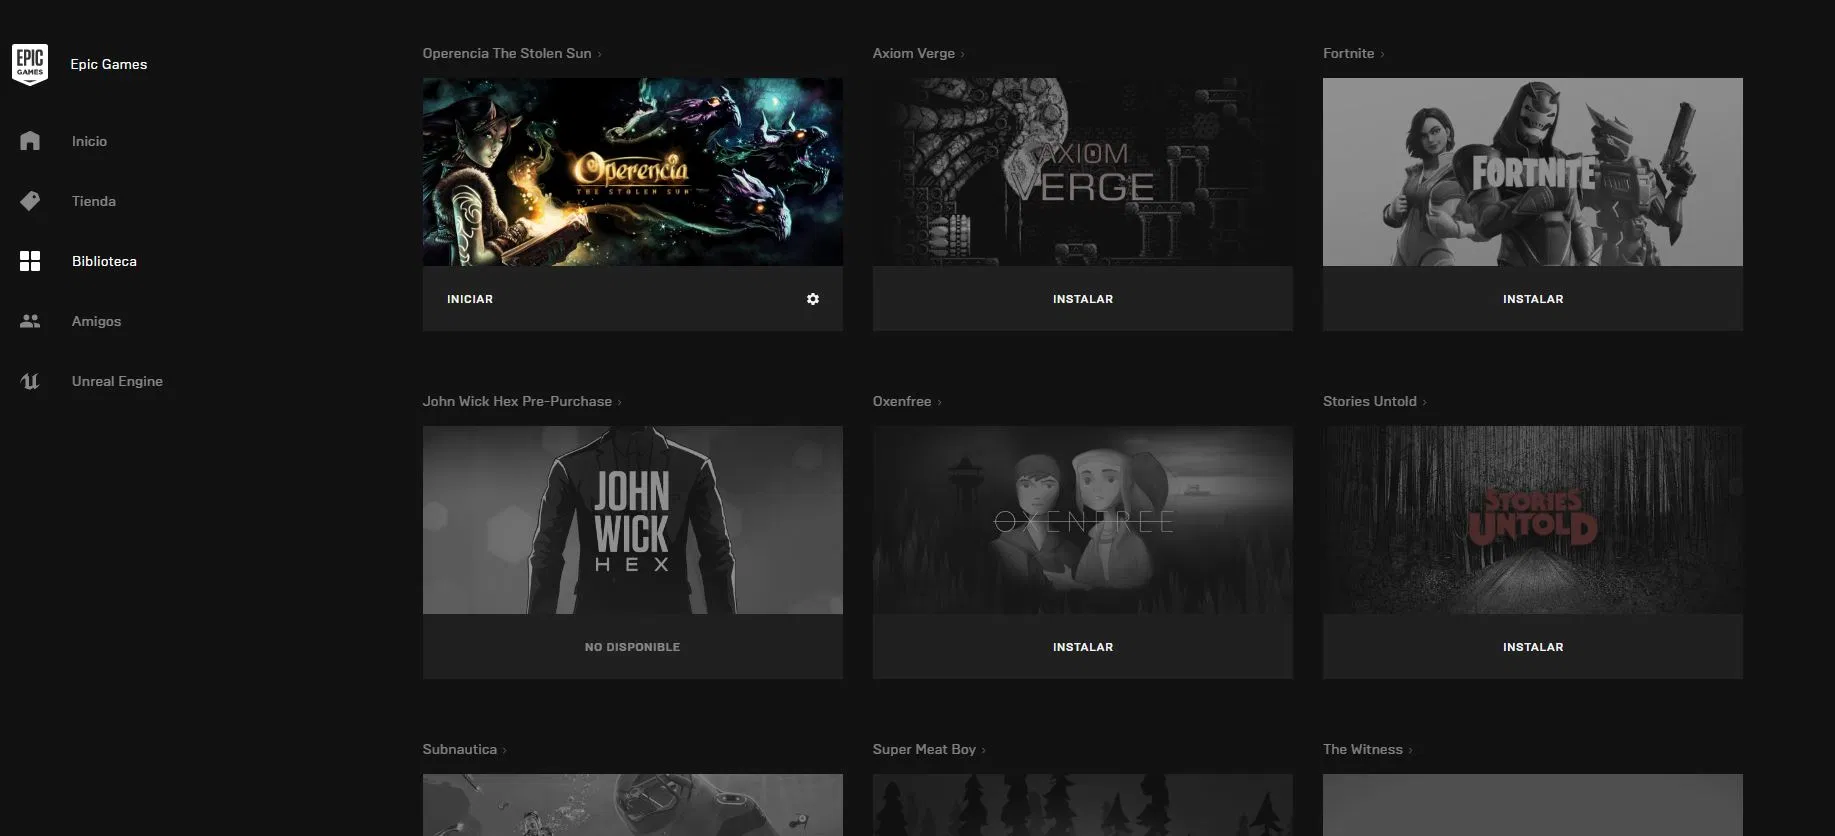 EPIC
GAMES
Epic Games
Inicio
Tienda
Biblioteca
Amigos
Unreal Engine
Operencia The Stolen Sun ›
Axiom Verge ›
Fortnite ›
Operencia
THE STOLEN SUN
AXIOM
VERGE
FORTNITE
INICIAR
INSTALAR
INSTALAR
John Wick Hex Pre-Purchase ›
Oxenfree ›
Stories Untold ›
JOHN
WICK
HEX
OXENFREE
STORIES
UNTOLD
NO DISPONIBLE
INSTALAR
INSTALAR
Subnautica ›
Super Meat Boy ›
The Witness ›